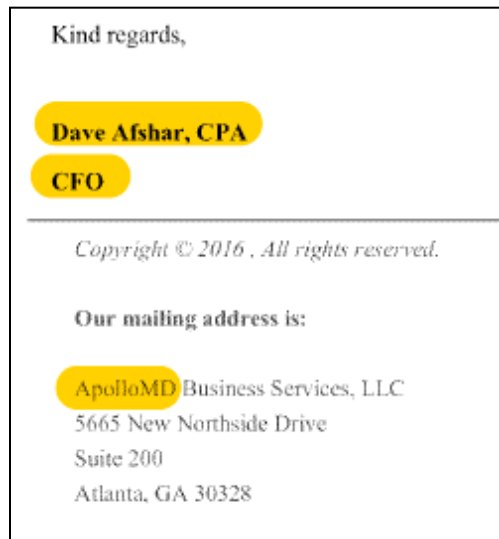 Kind regards,
Dave Afshar, CPA
CFO
Copyright © 2016 , All rights reserved.
Our mailing address is:
ApolloMD Business Services, LLC
5665 New Northside Drive
Suite 200
Atlanta, GA 30328